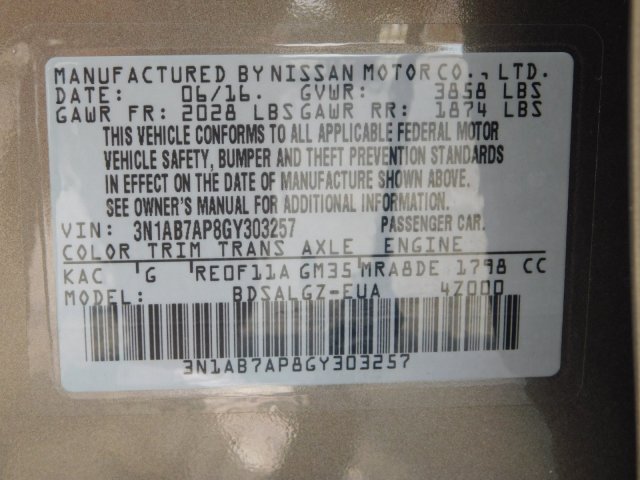 MANUFACTURED BY NISSAN MOTOR CO., LTD.
DATE: 06/16. GVWR: 3858 LBS
GAWR FR: 2028 LBS GAWR RR: 1874 LBS
THIS VEHICLE CONFORMS TO ALL APPLICABLE FEDERAL MOTOR
VEHICLE SAFETY, BUMPER AND THEFT PREVENTION STANDARDS
IN EFFECT ON THE DATE OF MANUFACTURE SHOWN ABOVE.
SEE OWNER'S MANUAL FOR ADDITIONAL INFORMATION.
VIN: 3N1AB7AP8GY303257 PASSENGER CAR.
COLOR TRIM TRANS AXLE ENGINE
KAC G RE0F11A GM35 MRA8DE 1798 CC
MODEL: BDSALGZ-EUA 4Z000
3N1AB7AP8GY303257